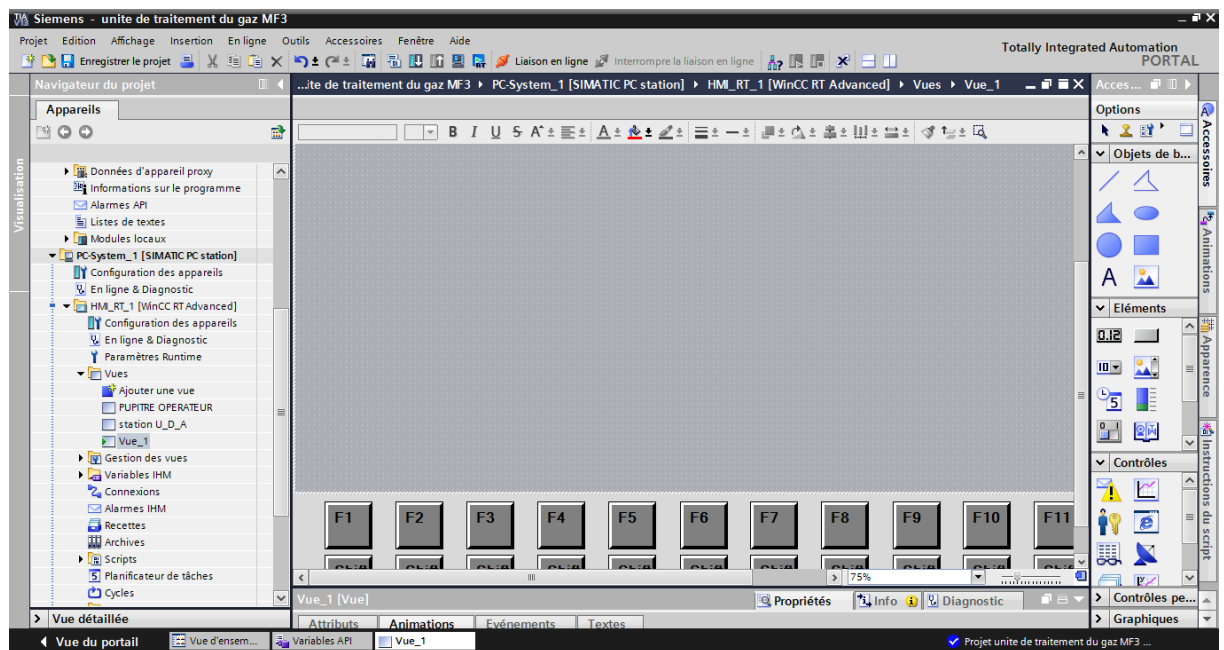 Siemens - unite de traitement du gaz MF3
Projet Edition Affichage Insertion En ligne Outils Accessoires Fenêtre Aide
Totally Integrated Automation
PORTAL
Enregistrer le projet
Liaison en ligne
Interrompre la liaison en ligne
Navigateur du projet
...ite de traitement du gaz MF3 PC-System_1 [SIMATIC PC station] HMI_RT_1 [WinCC RT Advanced] Vues Vue_1
Acces...
Appareils
Options
B I U S A A
Visualisation
Données d'appareil proxy
Informations sur le programme
Alarmes API
Listes de textes
Modules locaux
PC-System_1 [SIMATIC PC station]
Configuration des appareils
En ligne & Diagnostic
HMI_RT_1 [WinCC RT Advanced]
Configuration des appareils
En ligne & Diagnostic
Paramètres Runtime
Vues
Ajouter une vue
PUPITRE OPERATEUR
station U_D_A
Vue_1
Gestion des vues
Variables IHM
Connexions
Alarmes IHM
Recettes
Archives
Scripts
Planificateur de tâches
Cycles
Vue détaillée
F1 F2 F3 F4 F5 F6 F7 F8 F9 F10 F11
75%
Vue_1 [Vue]
Propriétés Info Diagnostic
Attributs Animations Evénements Textes
Objets de b...
A
Eléments
0.12
10
5
Contrôles
Contrôles pe...
Graphiques
Accessoires
Animations
Apparence
Instructions du script
Vue du portail
Vue d'ensem...
Variables API
Vue_1
Projet unite de traitement du gaz MF3 ...